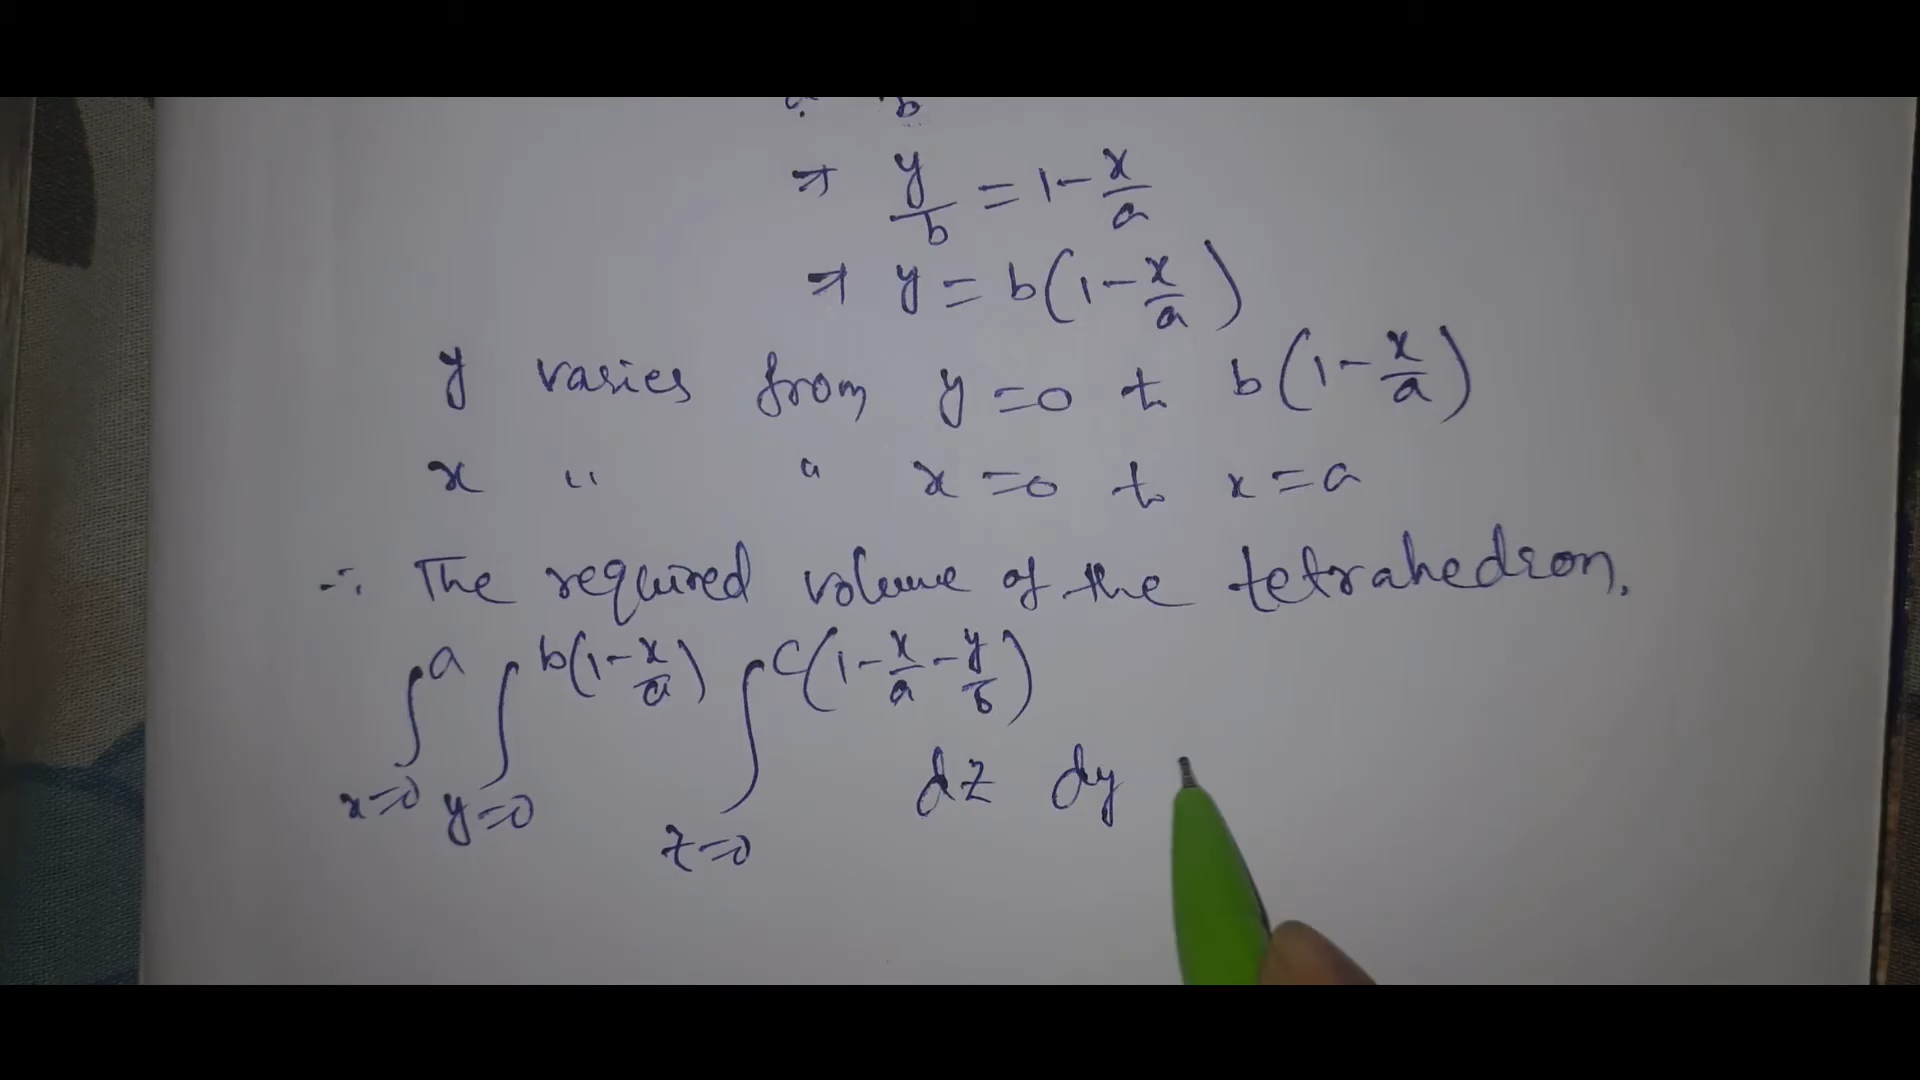 a b
⇒ y/b = 1 - x/a
⇒ y = b(1 - x/a)
y varies from y = 0 to b(1 - x/a)
x " " x = 0 to x = a
∴ The required volume of the tetrahedron.
∫_{x=0}^{a} ∫_{y=0}^{b(1 - x/a)} ∫_{z=0}^{c(1 - x/a - y/b)} dz dy